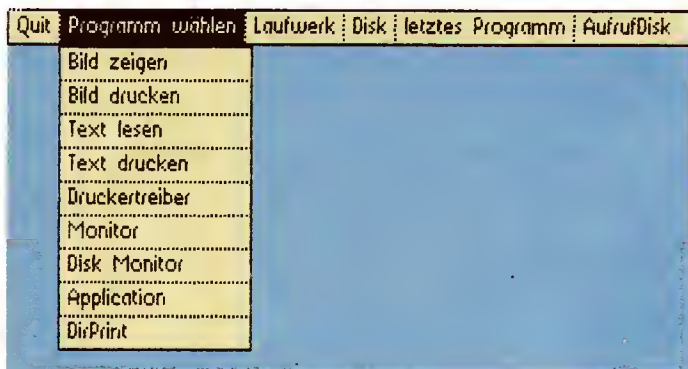 Quit Programm wählen Laufwerk Disk letztes Programm AufrufDisk
Bild zeigen
Bild drucken
Text lesen
Text drucken
Druckertreiber
Monitor
Disk Monitor
Application
DirPrint